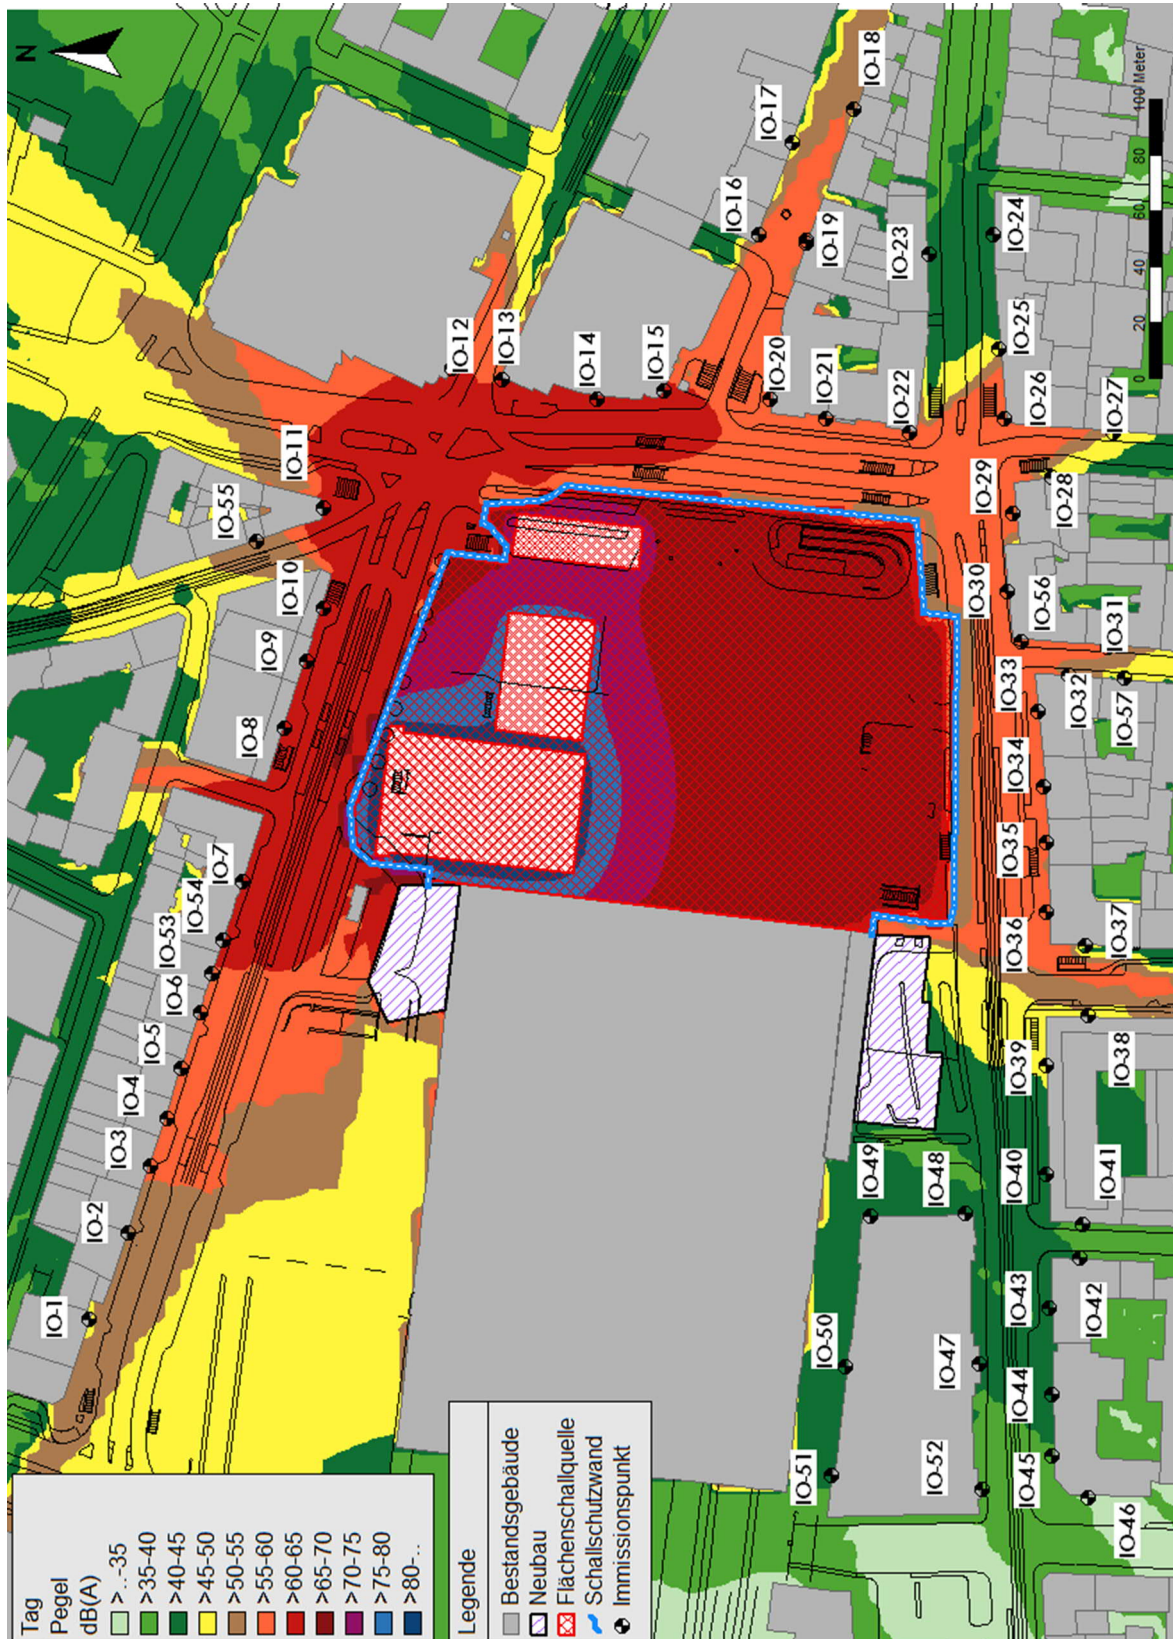 N
Tag
Pegel
dB(A)
>..-35
>35-40
>40-45
>45-50
>50-55
>55-60
>60-65
>65-70
>70-75
>75-80
>80-..
Legende
Bestandsgebäude
Neubau
Flächenschallquelle
Schallschutzwand
Immissionspunkt
IO-1
IO-2
IO-3
IO-4
IO-5
IO-6
IO-53
IO-54
IO-7
IO-8
IO-9
IO-10
IO-55
IO-11
IO-12
IO-13
IO-14
IO-15
IO-16
IO-17
IO-18
IO-19
IO-20
IO-21
IO-22
IO-23
IO-24
IO-25
IO-26
IO-27
IO-28
IO-29
IO-30
IO-56
IO-31
IO-32
IO-57
IO-33
IO-34
IO-35
IO-36
IO-37
IO-38
IO-39
IO-40
IO-41
IO-42
IO-43
IO-44
IO-45
IO-46
IO-47
IO-48
IO-49
IO-50
IO-51
IO-52
0 20 40 60 80 100 Meter